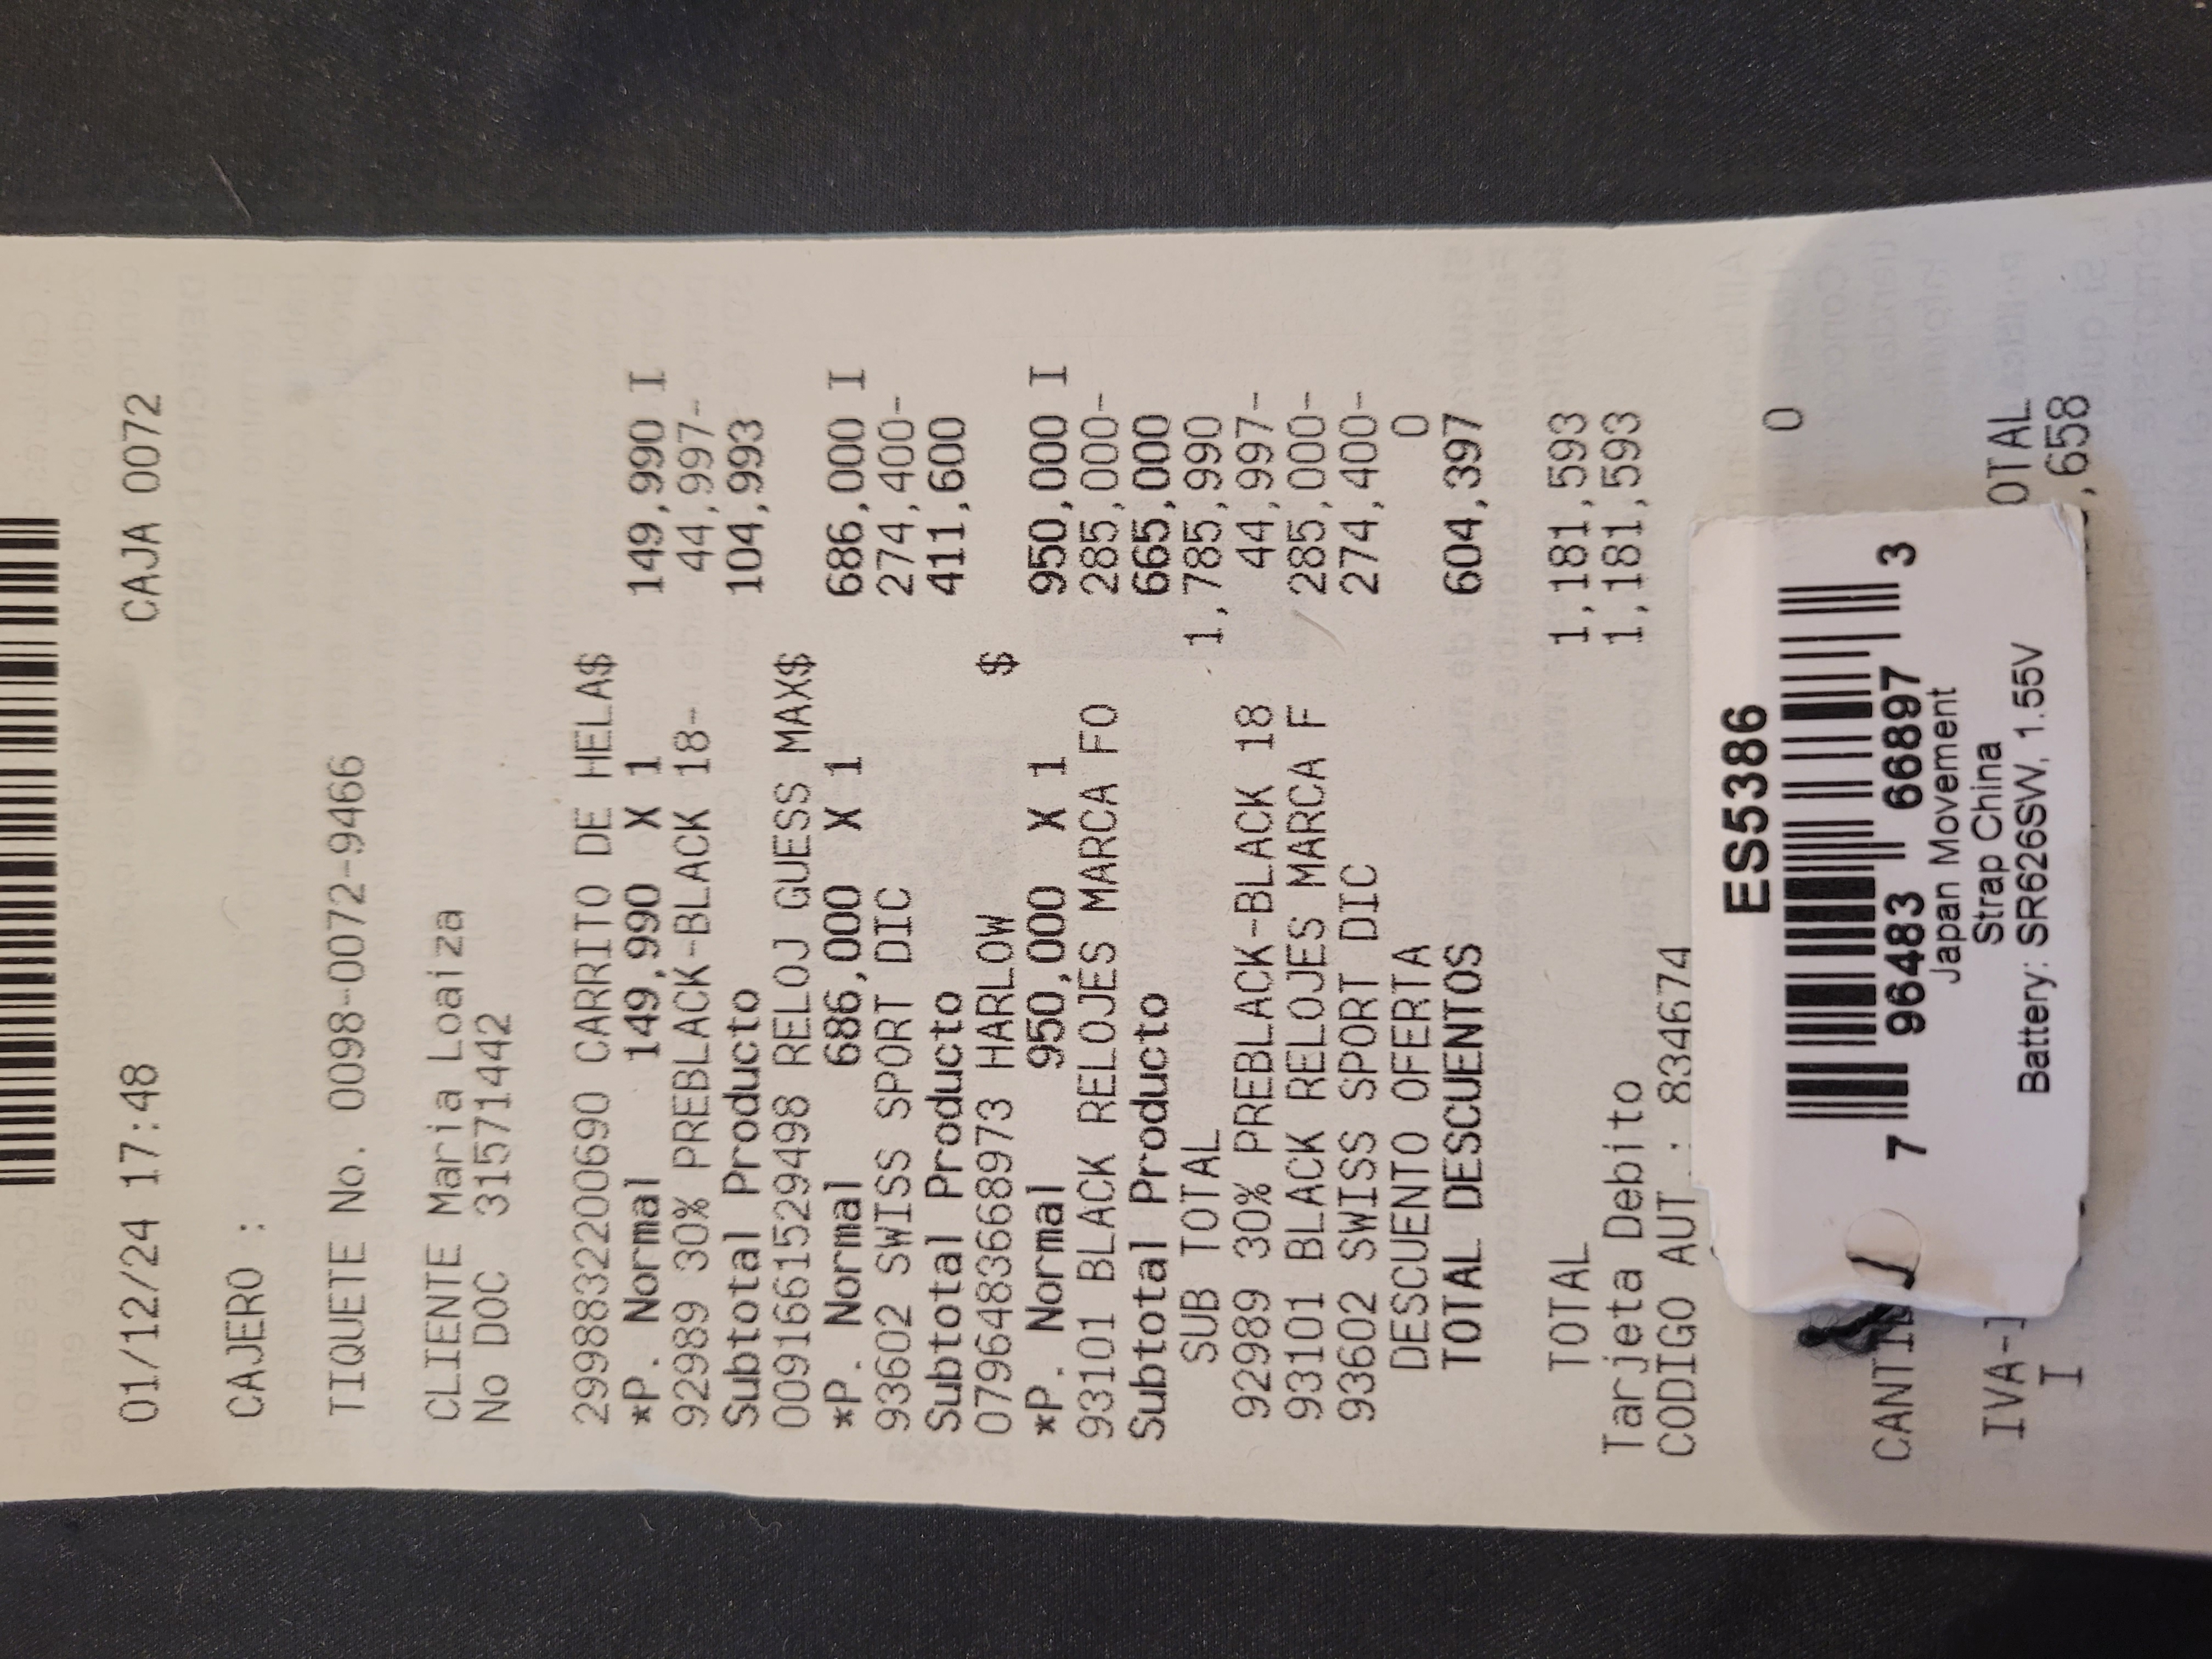 01/12/24 17:48 CAJA 0072
CAJERO :
TIQUETE No. 0098-0072-9466
CLIENTE Maria Loaiza
No DOC 31571442
2998832200690 CARRITO DE HELA$
*P. Normal 149,990 X 1 149,990 I
92989 30% PREBLACK-BLACK 18- 44,997-
Subtotal Producto 104,993
0091661529498 RELOJ GUESS MAX$
*P. Normal 686,000 X 1 686,000 I
93602 SWISS SPORT DIC 274,400-
Subtotal Producto 411,600
0796483668973 HARLOW $
*P. Normal 950,000 X 1 950,000 I
93101 BLACK RELOJES MARCA FO 285,000-
Subtotal Producto 665,000
SUB TOTAL 1,785,990
92989 30% PREBLACK-BLACK 18 44,997-
93101 BLACK RELOJES MARCA F 285,000-
93602 SWISS SPORT DIC 274,400-
DESCUENTO OFERTA 0
TOTAL DESCUENTOS 604,397
TOTAL 1,181,593
Tarjeta Debito 1,181,593
CODIGO AUT : 834674
0
ES5386
7 96483 66897 3
Japan Movement
Strap China
Battery: SR626SW, 1.55V
CANTI
IVA- OTAL
I ,658